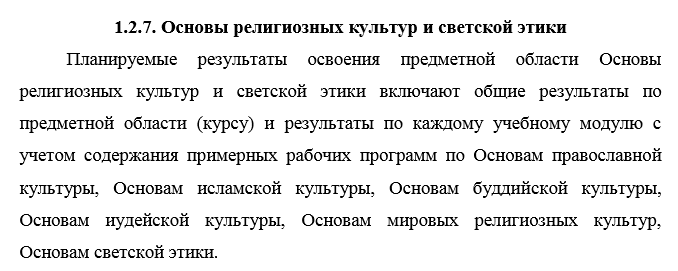 1.2.7. Основы религиозных культур и светской этики
Планируемые результаты освоения предметной области Основы
религиозных культур и светской этики включают общие результаты по
предметной области (курсу) и результаты по каждому учебному модулю с
учетом содержания примерных рабочих программ по Основам православной
культуры, Основам исламской культуры, Основам буддийской культуры,
Основам иудейской культуры, Основам мировых религиозных культур,
Основам светской этики.